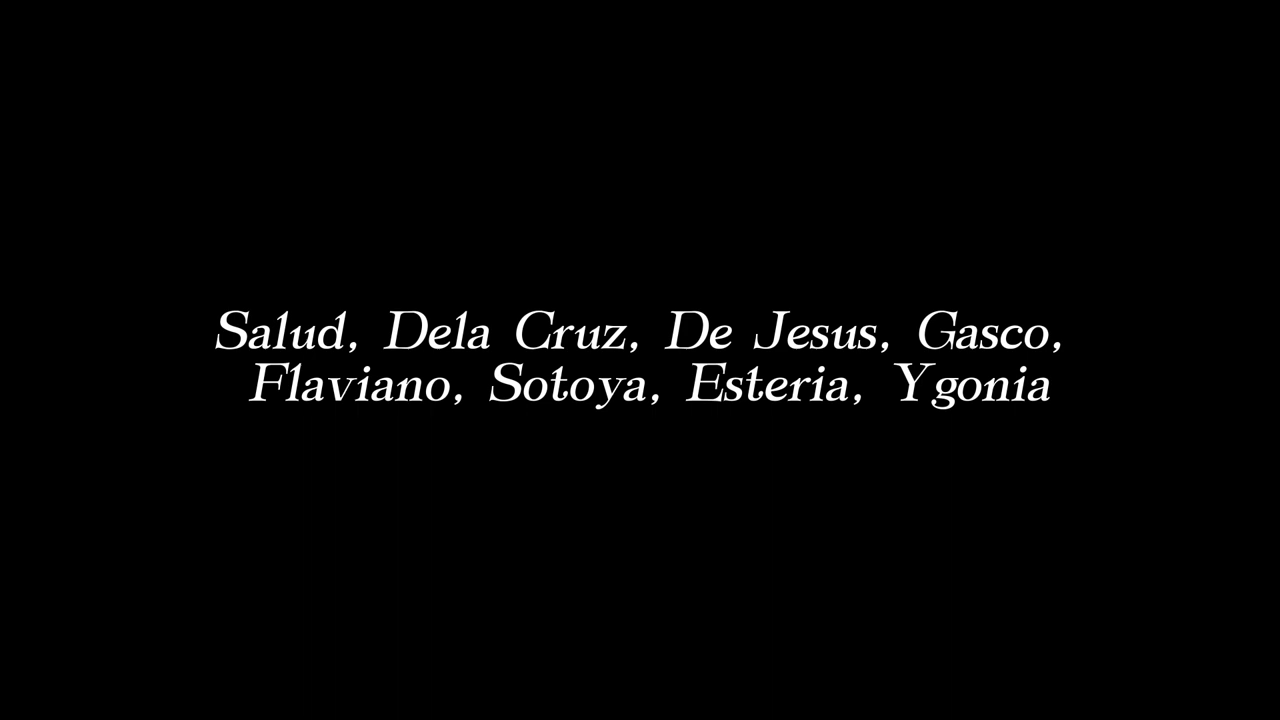 Salud, Dela Cruz, De Jesus, Gasco,
Flaviano, Sotoya, Esteria, Ygonia